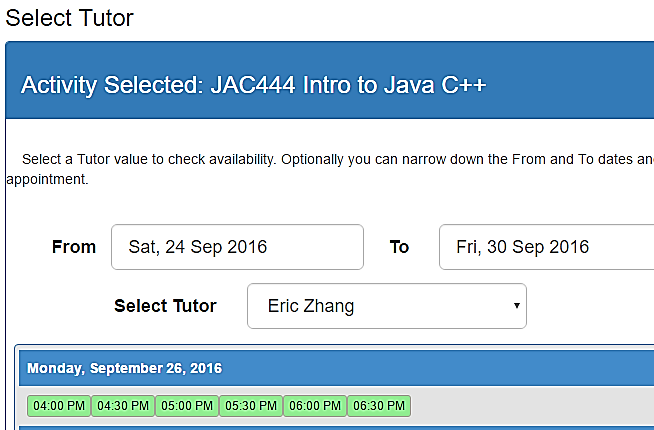 Select Tutor
Activity Selected: JAC444 Intro to Java C++
Select a Tutor value to check availability. Optionally you can narrow down the From and To dates
appointment.
From Sat, 24 Sep 2016 To Fri, 30 Sep 2016
Select Tutor Eric Zhang
Monday, September 26, 2016
04:00 PM 04:30 PM 05:00 PM 05:30 PM 06:00 PM 06:30 PM